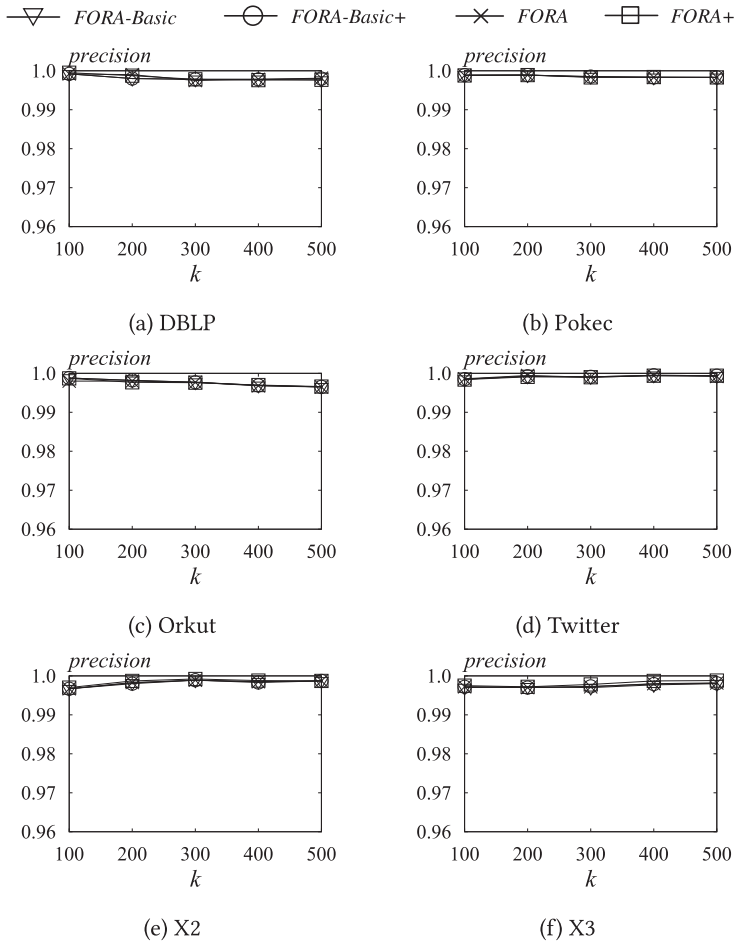 FORA-Basic FORA-Basic+ FORA FORA+
precision precision
1.0 1.0
0.99 0.99
0.98 0.98
0.97 0.97
0.96 0.96
100 200 300 400 500 100 200 300 400 500
k k
(a) DBLP (b) Pokec
precision precision
1.0 1.0
0.99 0.99
0.98 0.98
0.97 0.97
0.96 0.96
100 200 300 400 500 100 200 300 400 500
k k
(c) Orkut (d) Twitter
precision precision
1.0 1.0
0.99 0.99
0.98 0.98
0.97 0.97
0.96 0.96
100 200 300 400 500 100 200 300 400 500
k k
(e) X2 (f) X3